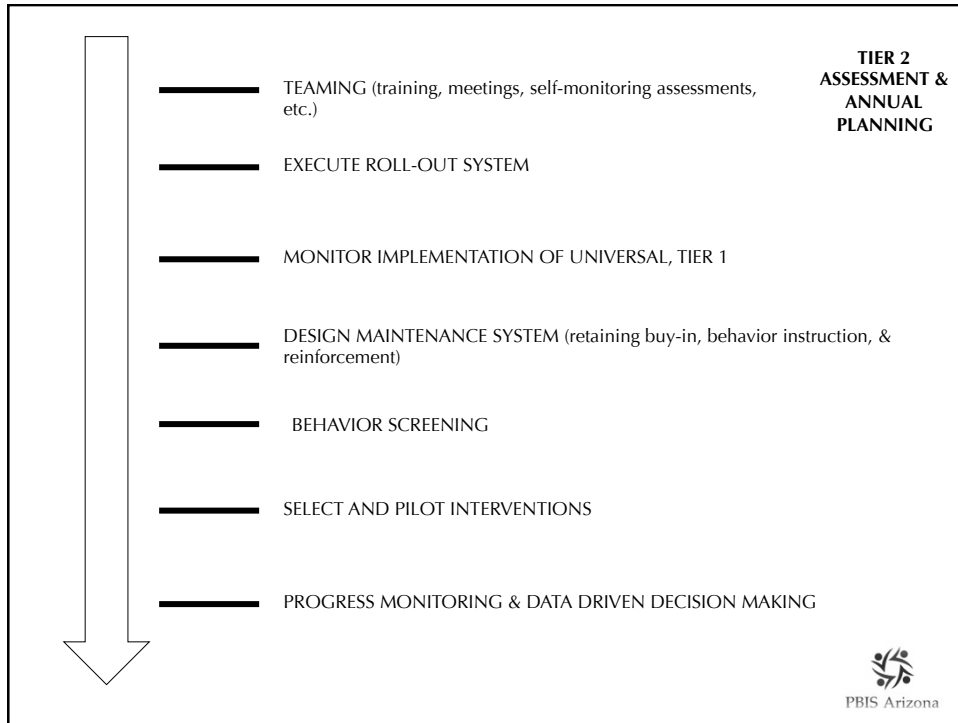 TIER 2
ASSESSMENT &
ANNUAL
PLANNING
TEAMING (training, meetings, self-monitoring assessments,
etc.)
EXECUTE ROLL-OUT SYSTEM
MONITOR IMPLEMENTATION OF UNIVERSAL, TIER 1
DESIGN MAINTENANCE SYSTEM (retaining buy-in, behavior instruction, &
reinforcement)
BEHAVIOR SCREENING
SELECT AND PILOT INTERVENTIONS
PROGRESS MONITORING & DATA DRIVEN DECISION MAKING
PBIS Arizona